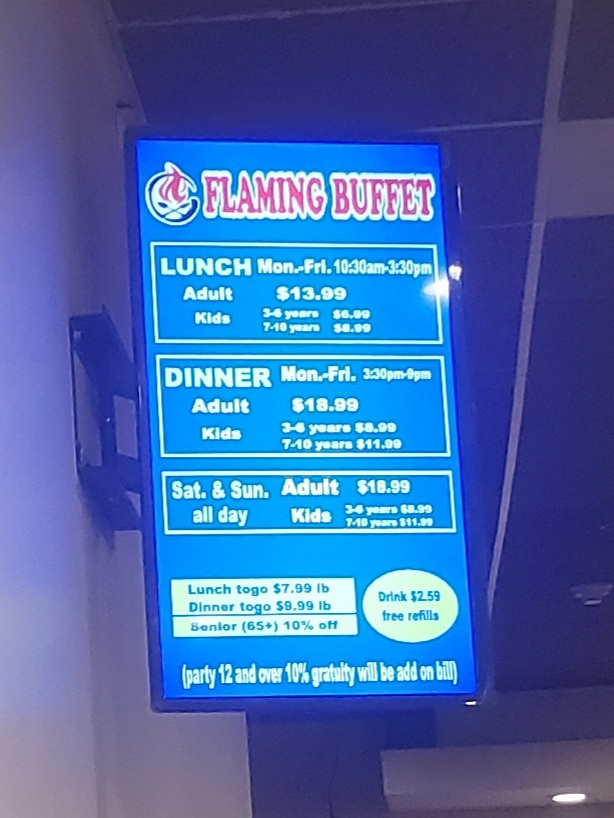 FLAMING BUFFET
LUNCH Mon.-Fri. 10:30am-3:30pm
Adult $13.99
Kids 3-6 years $6.99
7-10 years $8.99
DINNER Mon.-Fri. 3:30pm-9pm
Adult $18.99
Kids 3-6 years $8.99
7-10 years $11.99
Sat. & Sun. Adult $18.99
all day Kids 3-6 years $8.99
7-10 years $11.99
Lunch togo $7.99 lb
Dinner togo $9.99 lb
Senior (65+) 10% off
Drink $2.59
free refills
(party 12 and over 10% gratuity will be add on bill)